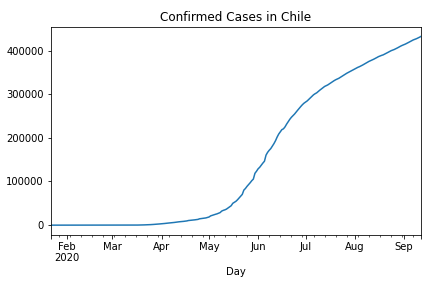 Confirmed Cases in Chile
400000
300000
200000
100000
0
Feb Mar Apr May Jun Jul Aug Sep
2020
Day